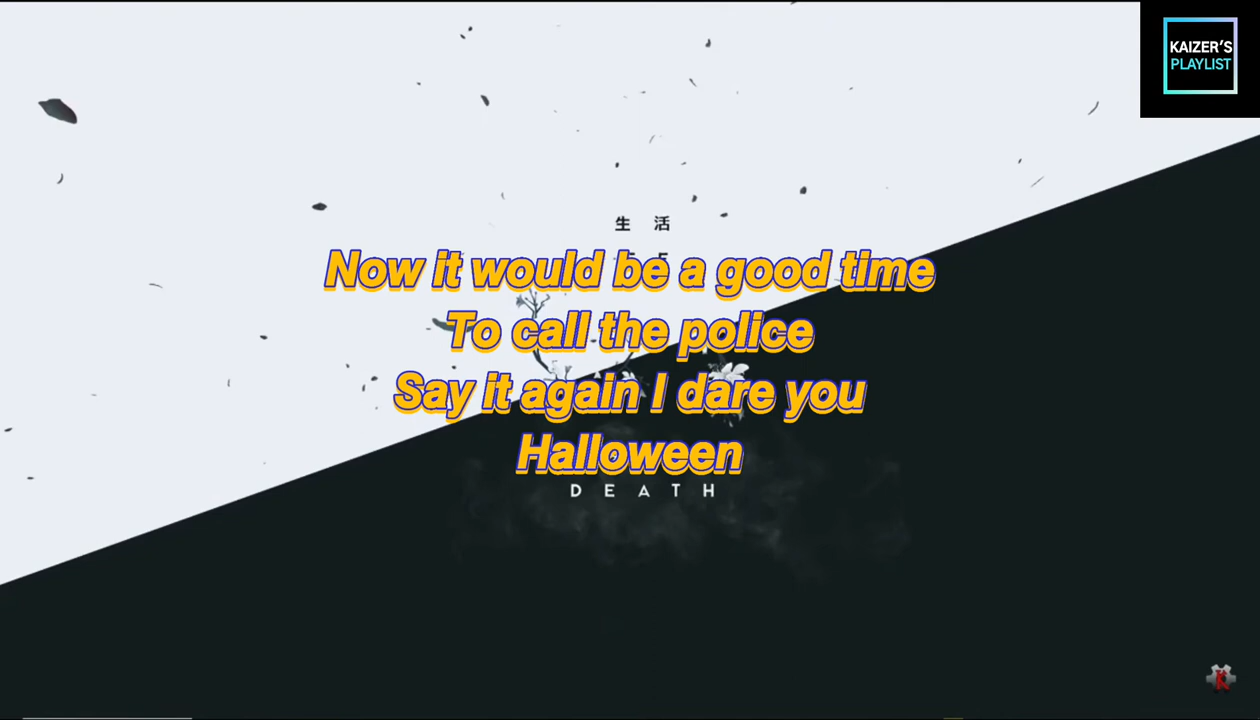 KAIZER'S
PLAYLIST
生 活
Now it would be a good time
To call the police
Say it again I dare you
Halloween
DEATH